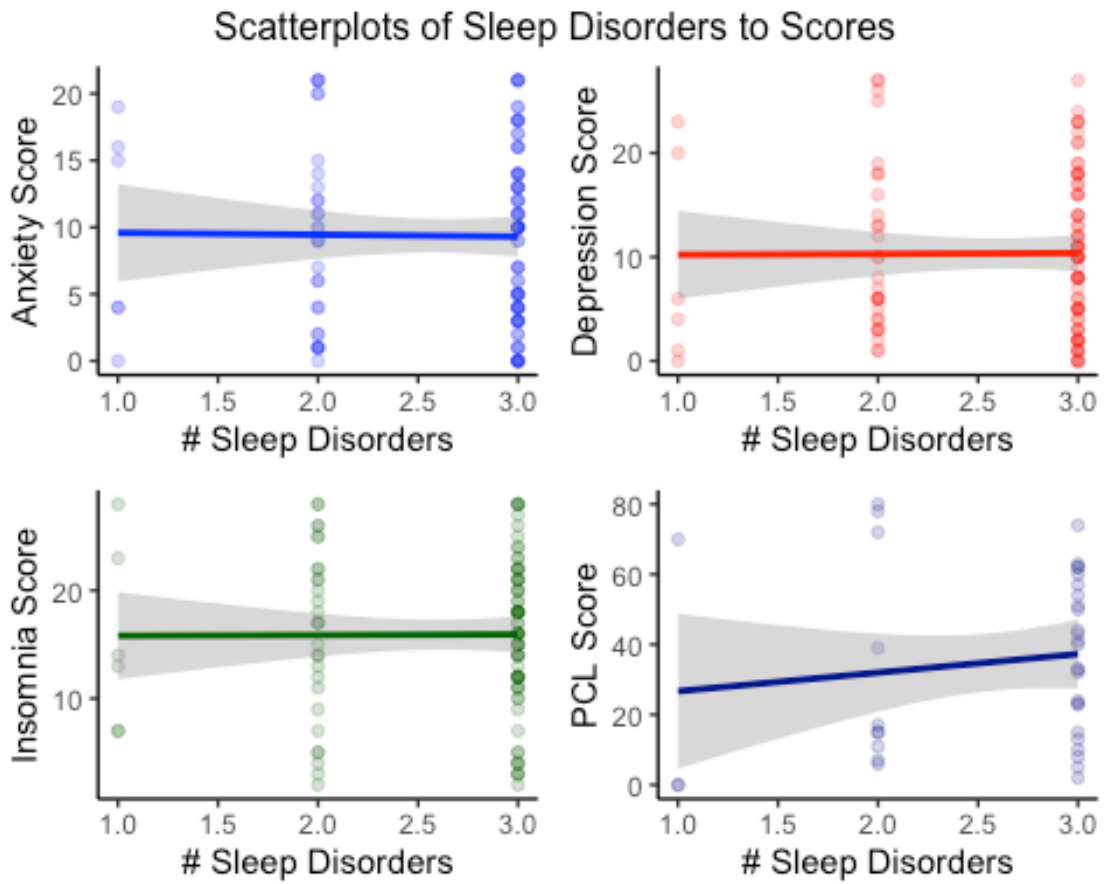 Scatterplots of Sleep Disorders to Scores
Anxiety Score
20
15
10
5
0
1.0 1.5 2.0 2.5 3.0
# Sleep Disorders
Depression Score
20
10
0
1.0 1.5 2.0 2.5 3.0
# Sleep Disorders
Insomnia Score
20
10
1.0 1.5 2.0 2.5 3.0
# Sleep Disorders
PCL Score
80
60
40
20
0
1.0 1.5 2.0 2.5 3.0
# Sleep Disorders